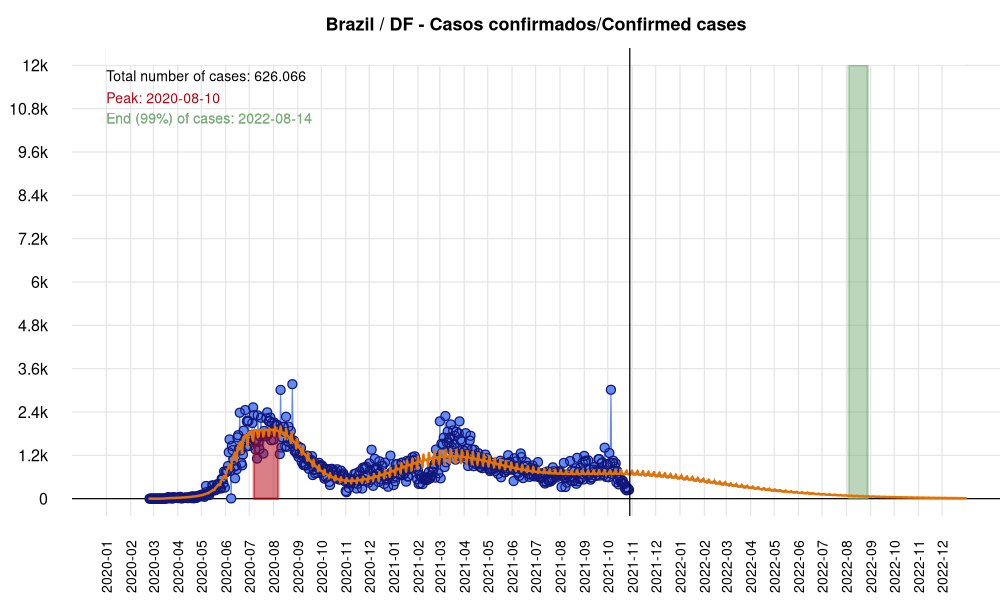 Brazil / DF - Casos confirmados/Confirmed cases
Total number of cases: 626.066
Peak: 2020-08-10
End (99%) of cases: 2022-08-14
12k
10.8k
9.6k
8.4k
7.2k
6k
4.8k
3.6k
2.4k
1.2k
0
2020-01
2020-02
2020-03
2020-04
2020-05
2020-06
2020-07
2020-08
2020-09
2020-10
2020-11
2020-12
2021-01
2021-02
2021-03
2021-04
2021-05
2021-06
2021-07
2021-08
2021-09
2021-10
2021-11
2021-12
2022-01
2022-02
2022-03
2022-04
2022-05
2022-06
2022-07
2022-08
2022-09
2022-10
2022-11
2022-12